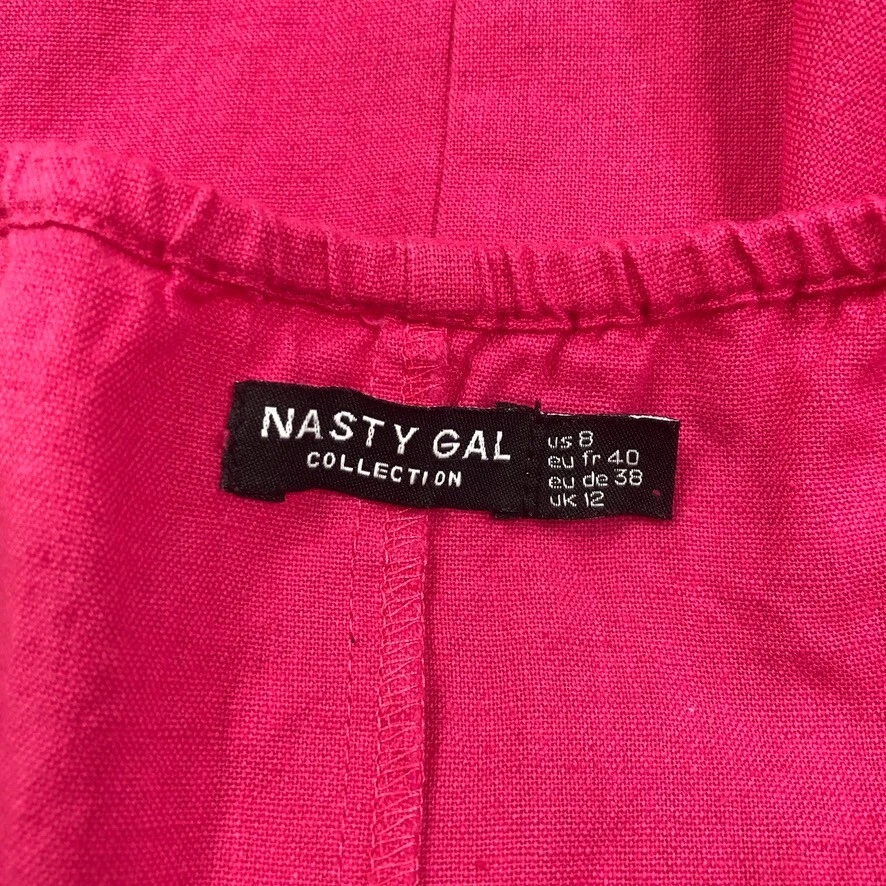 NASTY GAL
COLLECTION
us 8
eu fr 40
eu de 38
uk 12